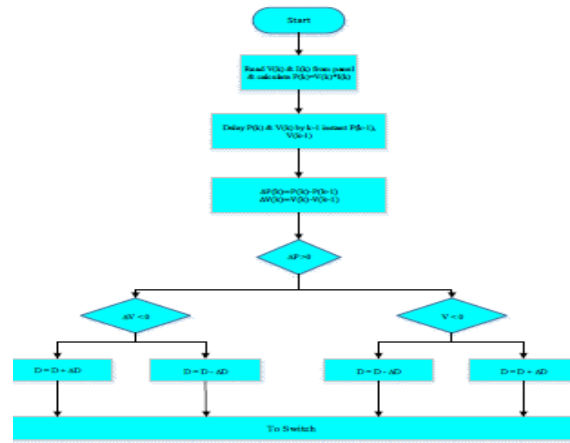 Start
Read V(k) & I(k) from panel
& calculate P(k)=V(k)*I(k)
Delay P(k) & V(k) by k-1 instant P(k-1),
V(k-1)
ΔP(k)=P(k)-P(k-1)
ΔV(k)=V(k)-V(k-1)
ΔP>0
ΔV <0
V <0
D = D + ΔD
D = D - ΔD
D = D - ΔD
D = D + ΔD
To Switch